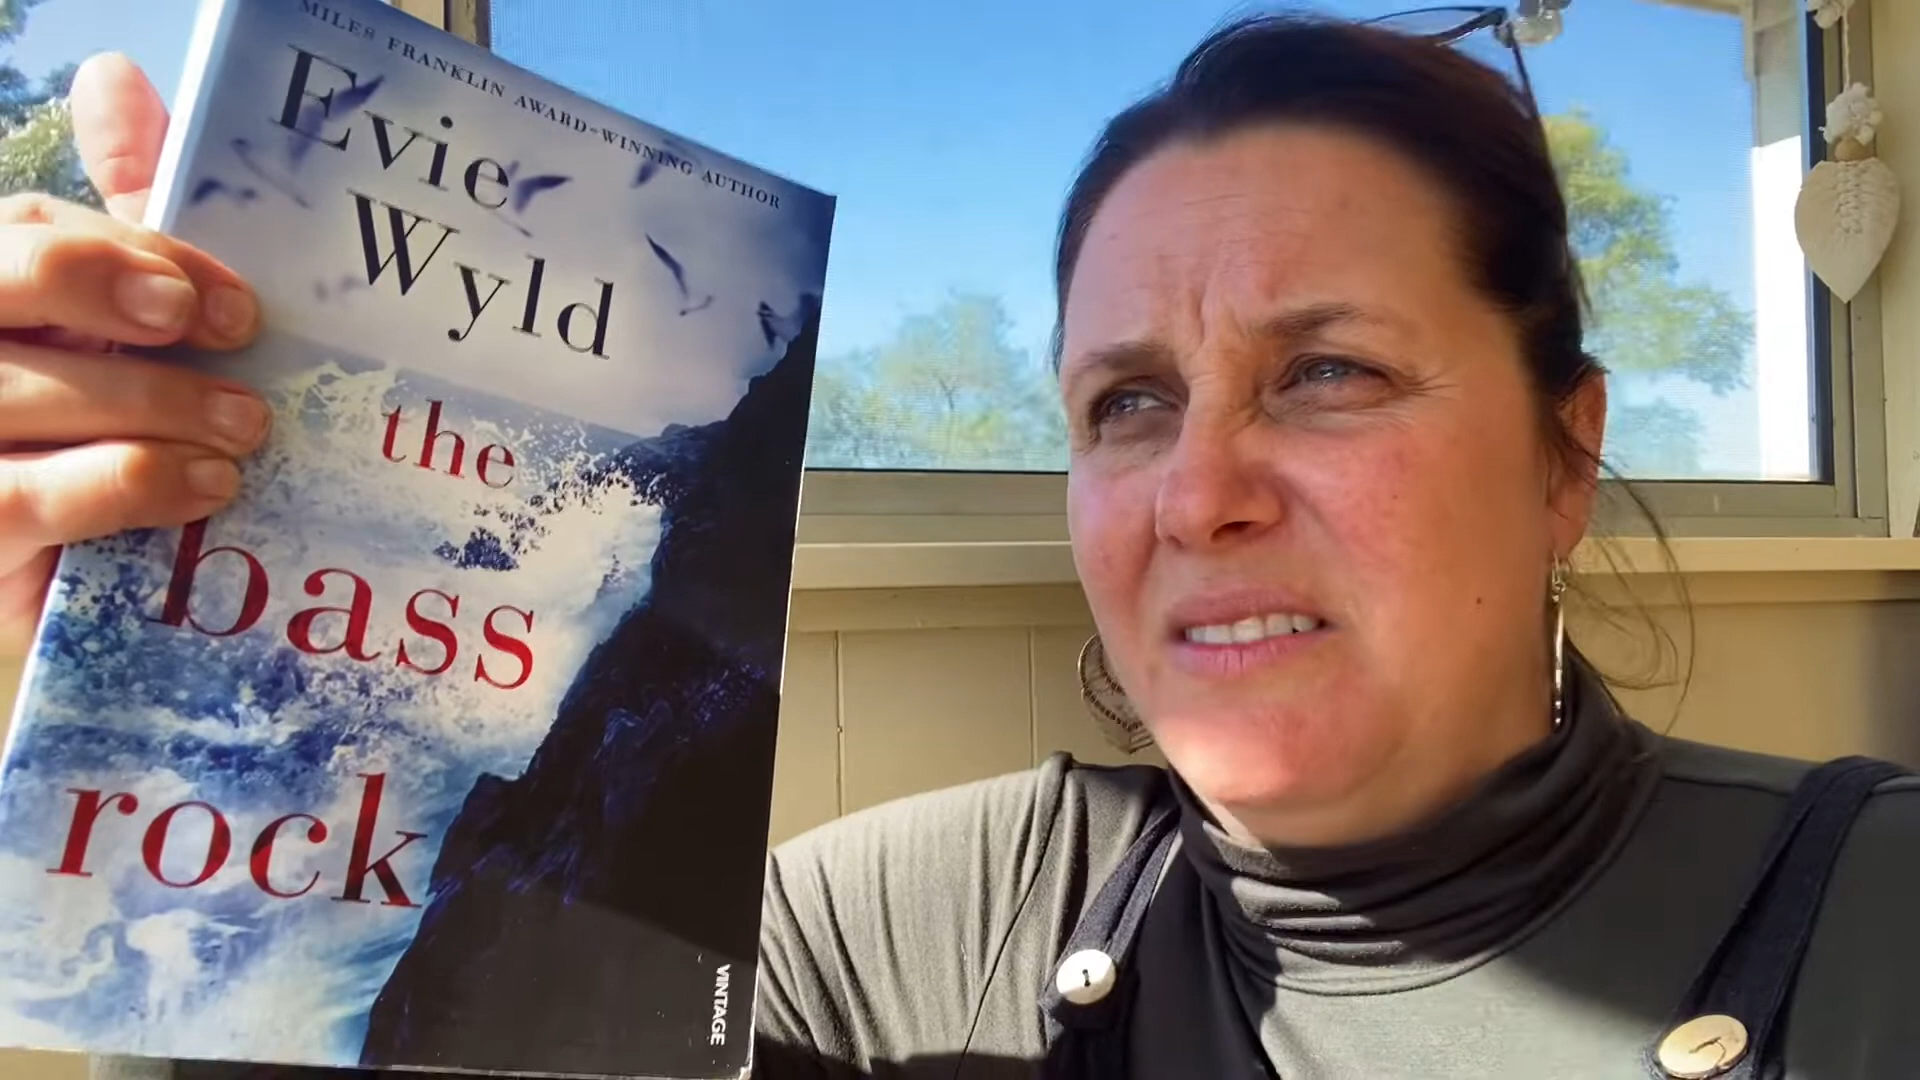 MILES FRANKLIN AWARD-WINNING AUTHOR
Evie
Wyld
the
bass
rock
VINTAGE